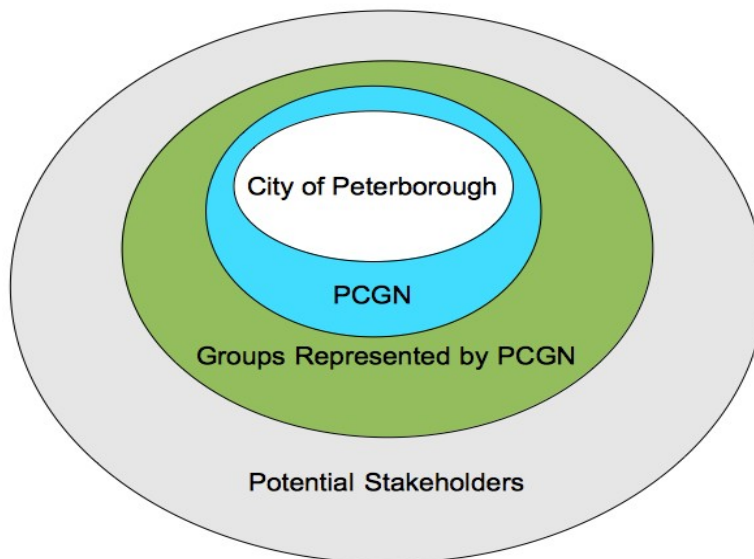 City of Peterborough
PCGN
Groups Represented by PCGN
Potential Stakeholders